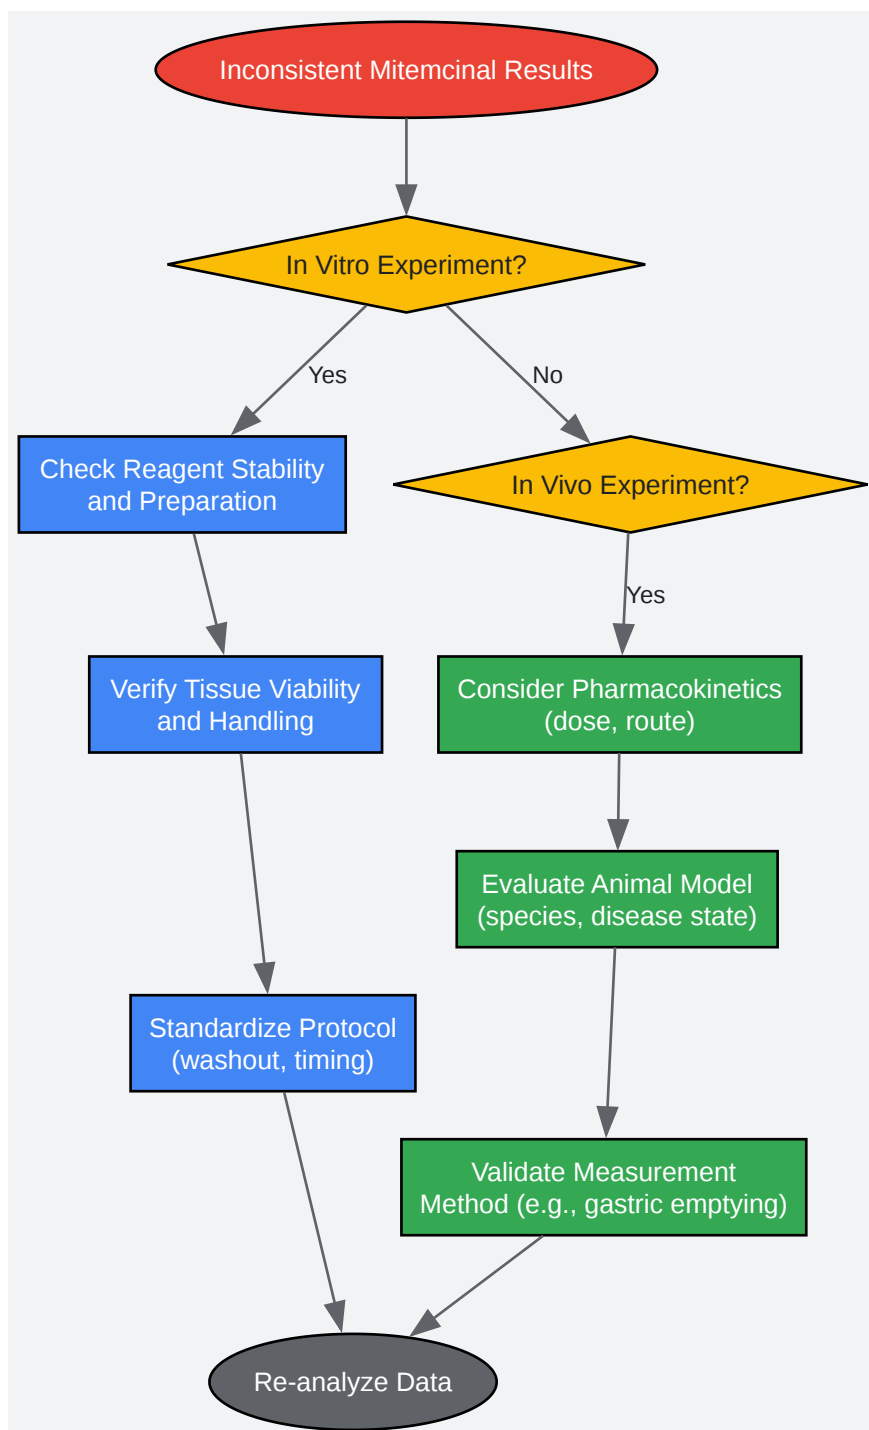 Inconsistent Mitemcinal Results
In Vitro Experiment?
Yes
No
Check Reagent Stability
and Preparation
In Vivo Experiment?
Yes
Verify Tissue Viability
and Handling
Consider Pharmacokinetics
(dose, route)
Evaluate Animal Model
(species, disease state)
Standardize Protocol
(washout, timing)
Validate Measurement
Method (e.g., gastric emptying)
Re-analyze Data